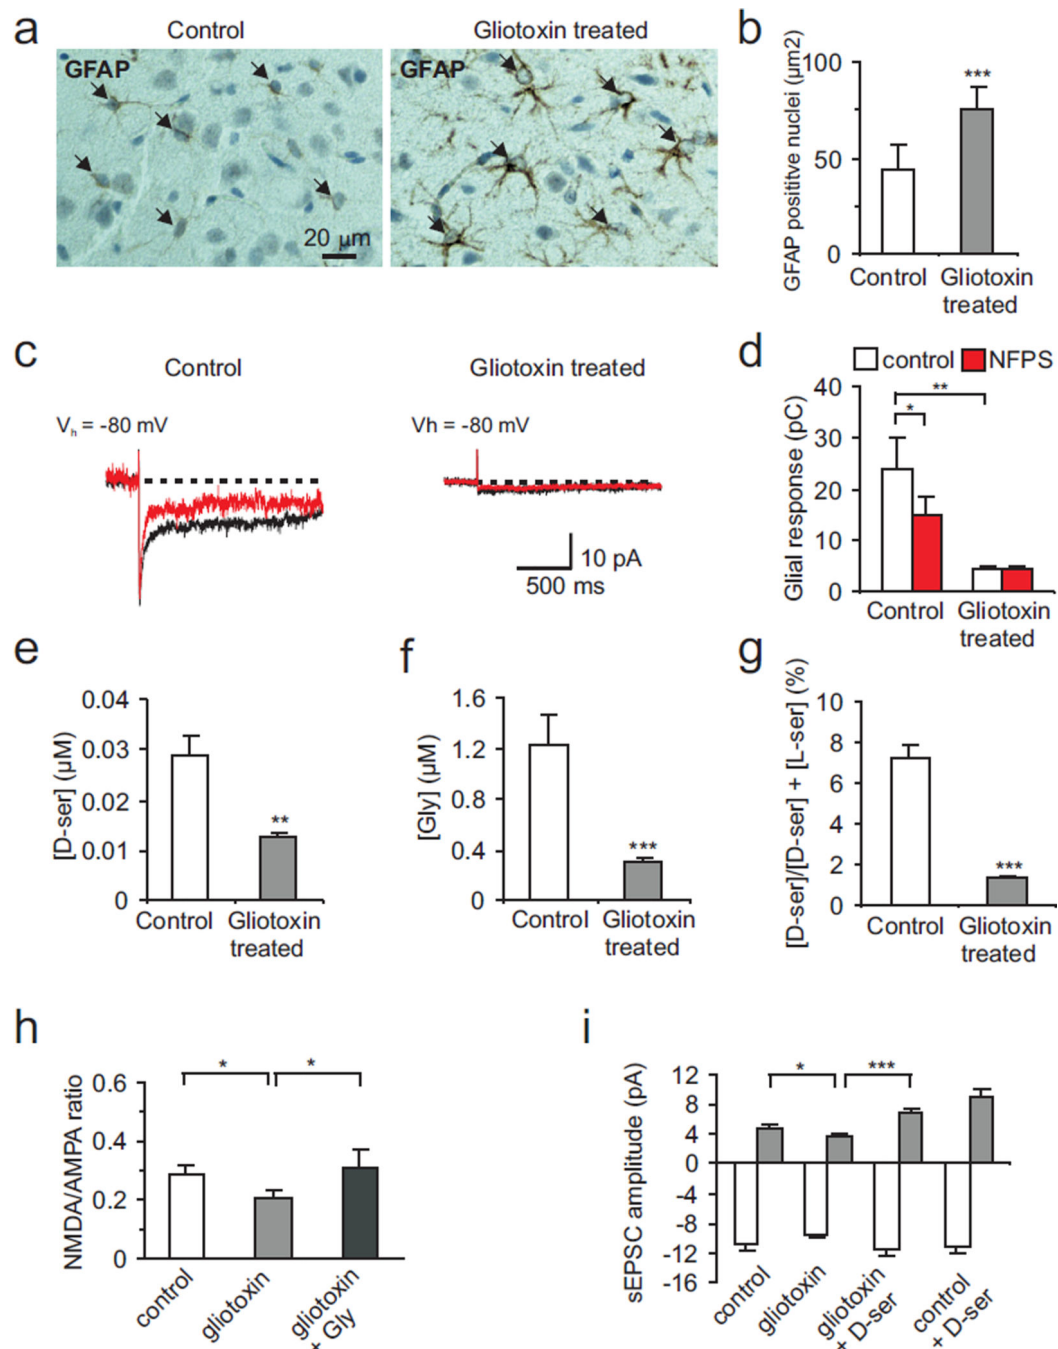 a
Control
Gliotoxin treated
GFAP
GFAP
20 µm
b
GFAP positive nuclei (µm2)
100
50
0
***
Control
Gliotoxin
treated
c
Control
Gliotoxin treated
Vₕ = -80 mV
Vh = -80 mV
10 pA
500 ms
d
control
NFPS
Glial response (pC)
40
30
20
10
0
**
*
Control
Gliotoxin
treated
e
[D-ser] (µM)
0.04
0.03
0.02
0.01
0
**
Control
Gliotoxin
treated
f
[Gly] (µM)
1.6
1.2
0.8
0.4
0
***
Control
Gliotoxin
treated
g
[D-ser]/[D-ser] + [L-ser] (%)
10
8
6
4
2
0
***
Control
Gliotoxin
treated
h
NMDA/AMPA ratio
0.6
0.4
0.2
0
*
*
control
gliotoxin
gliotoxin
+ Gly
i
sEPSC amplitude (pA)
12
8
4
0
-4
-8
-12
-16
*
***
control
gliotoxin
gliotoxin
+ D-ser
control
+ D-ser